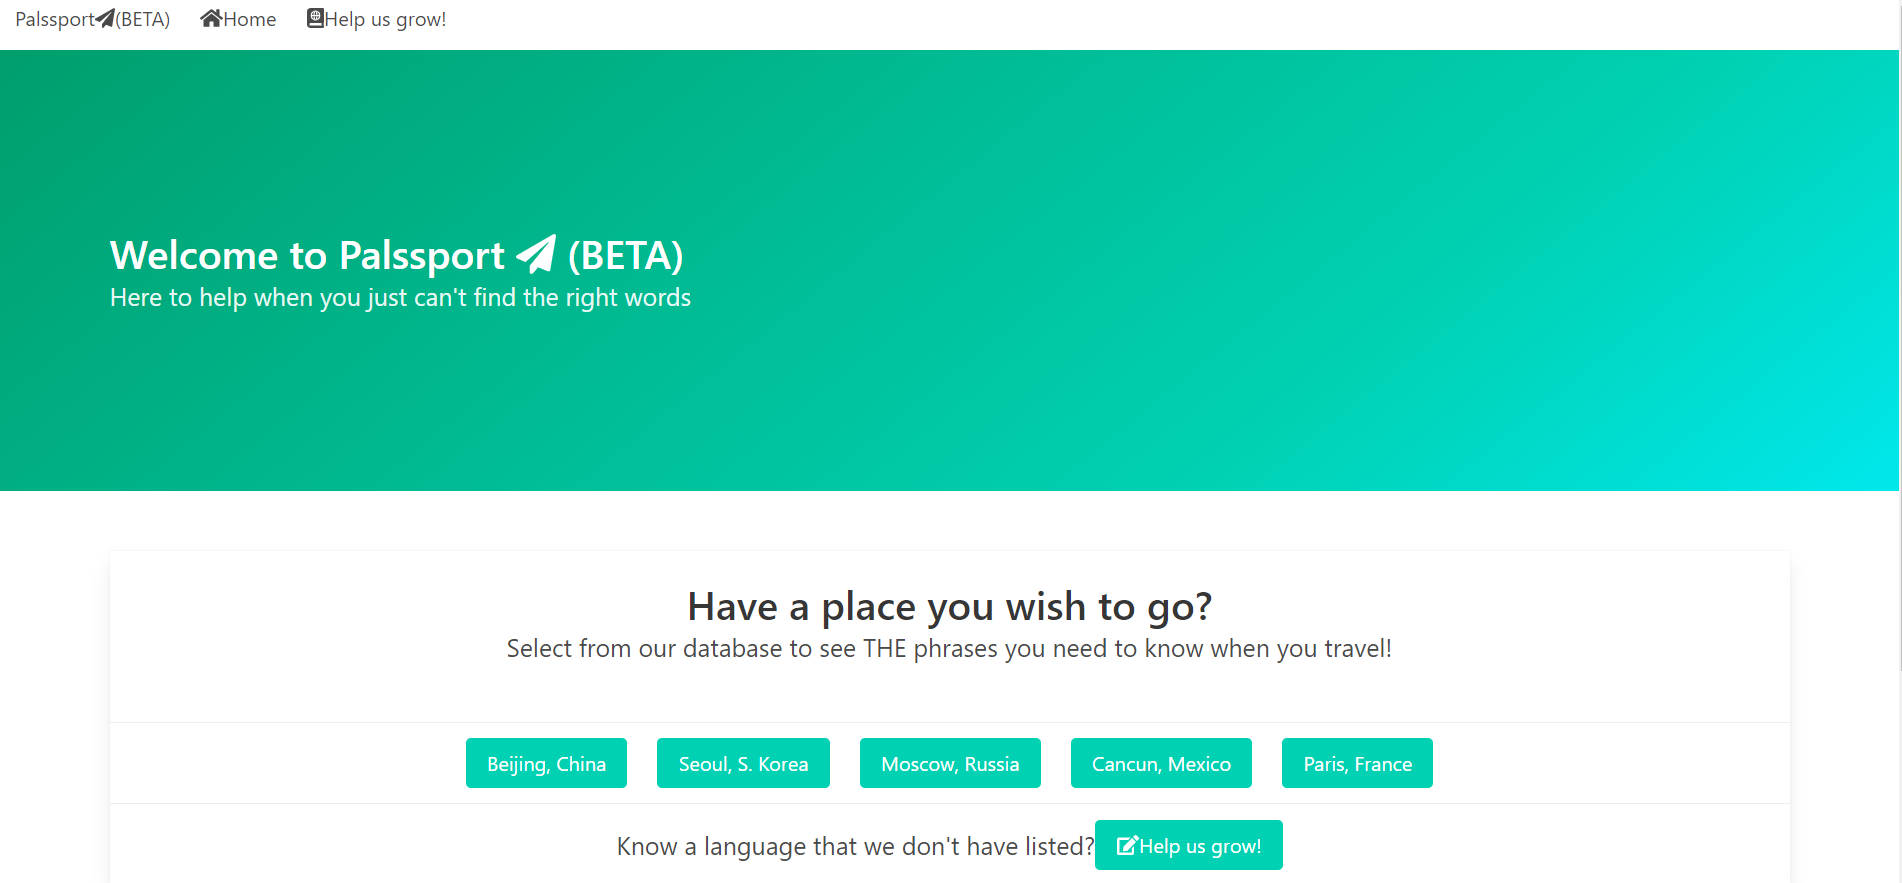 Palssport (BETA) Home Help us grow!
Welcome to Palssport (BETA)
Here to help when you just can't find the right words
Have a place you wish to go?
Select from our database to see THE phrases you need to know when you travel!
Beijing, China Seoul, S. Korea Moscow, Russia Cancun, Mexico Paris, France
Know a language that we don't have listed? Help us grow!